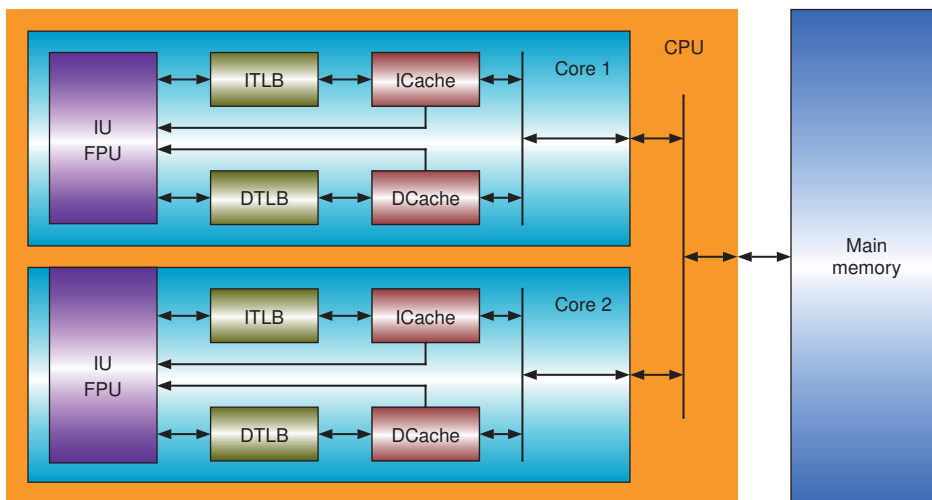 CPU
Core 1
ITLB
ICache
IU
FPU
DTLB
DCache
Main
memory
Core 2
ITLB
ICache
IU
FPU
DTLB
DCache